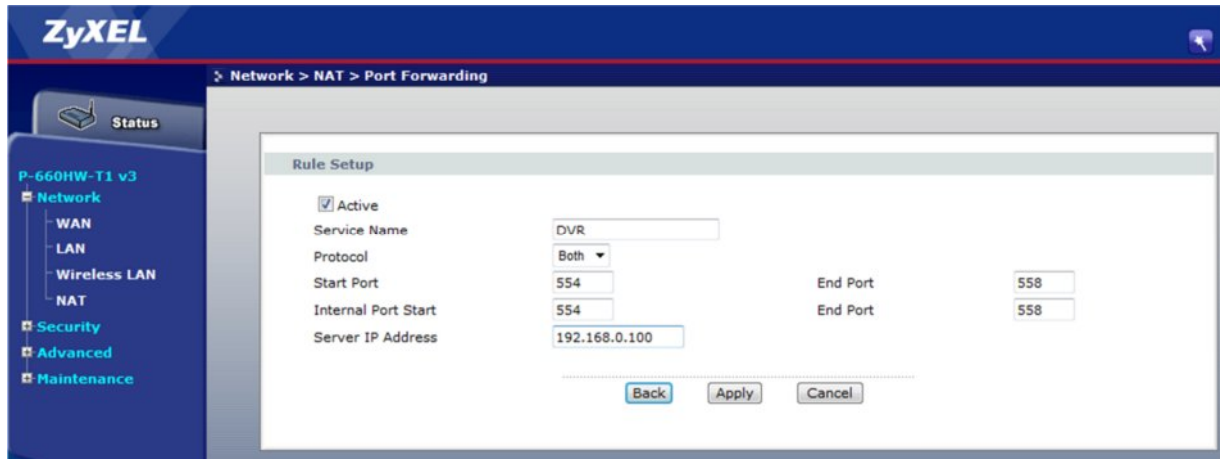 ZyXEL
Network > NAT > Port Forwarding
Status
P-660HW-T1 v3
Network
WAN
LAN
Wireless LAN
NAT
Security
Advanced
Maintenance
Rule Setup
Active
Service Name DVR
Protocol Both
Start Port 554 End Port 558
Internal Port Start 554 End Port 558
Server IP Address 192.168.0.100
Back Apply Cancel